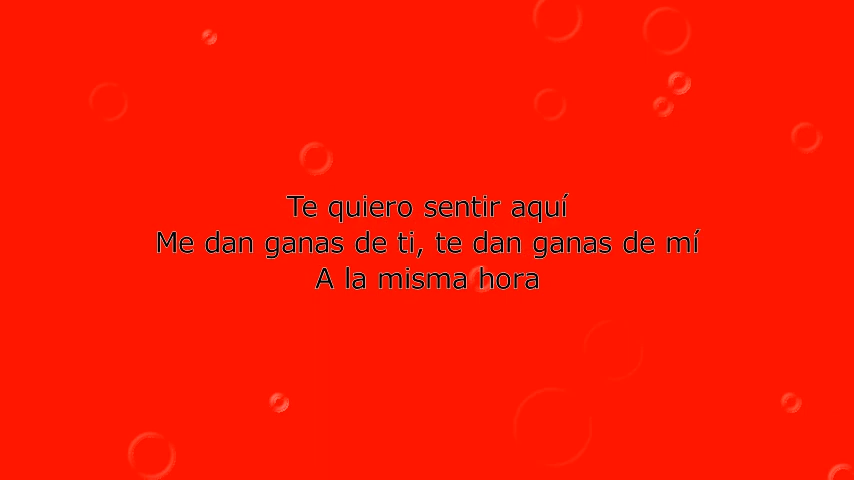 Te quiero sentir aquí
Me dan ganas de ti, te dan ganas de mí
A la misma hora